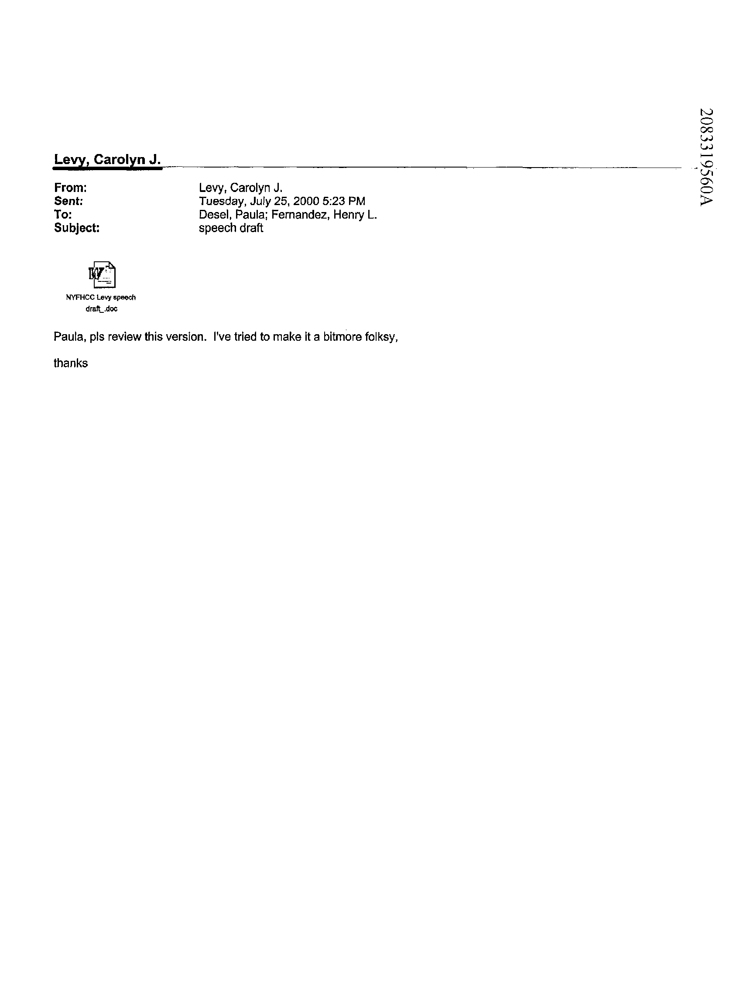 2083319560A
Levy, Carolyn J.
From: Levy, Carolyn J.
Sent: Tuesday, July 25, 2000 5:23 PM
To: Desel, Paula; Fernandez, Henry L.
Subject: speech draft
W
NYFHCC Levy speech
draft_.doc
Paula, pls review this version. I've tried to make it a bitmore folksy,
thanks